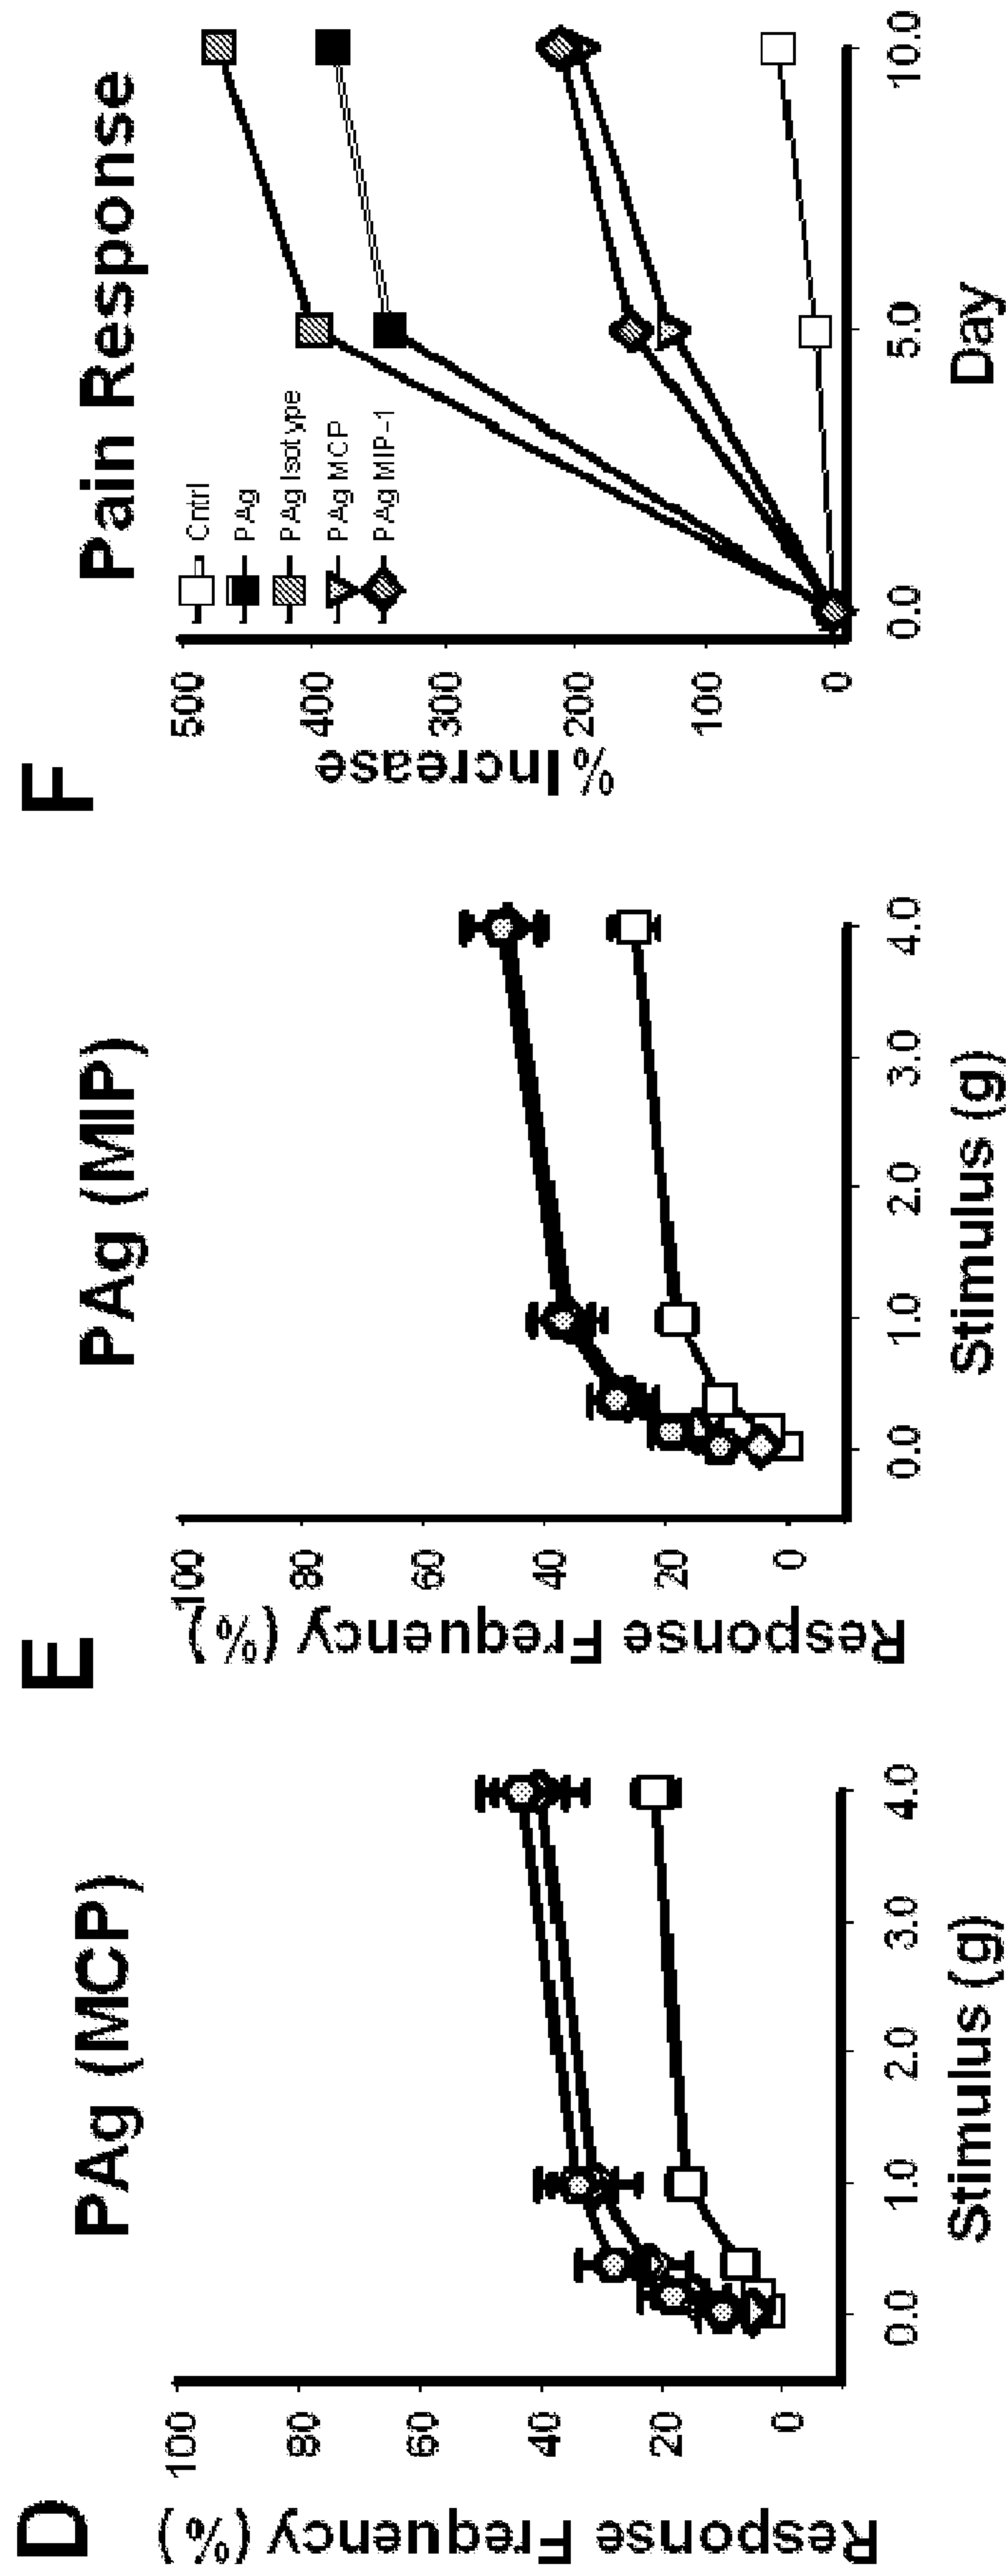 D
PAg (MCP)
Response Frequency (%)
100
80
60
40
20
0
0.0
1.0
2.0
3.0
4.0
Stimulus (g)
E
PAg (MIP)
Response Frequency (%)
100
80
60
40
20
0
0.0
1.0
2.0
3.0
4.0
Stimulus (g)
F
Pain Response
% Increase
500
400
300
200
100
0
Cntrl
PAg
PAg Isotype
PAg MCP
PAg MIP-1
0.0
5.0
10.0
Day